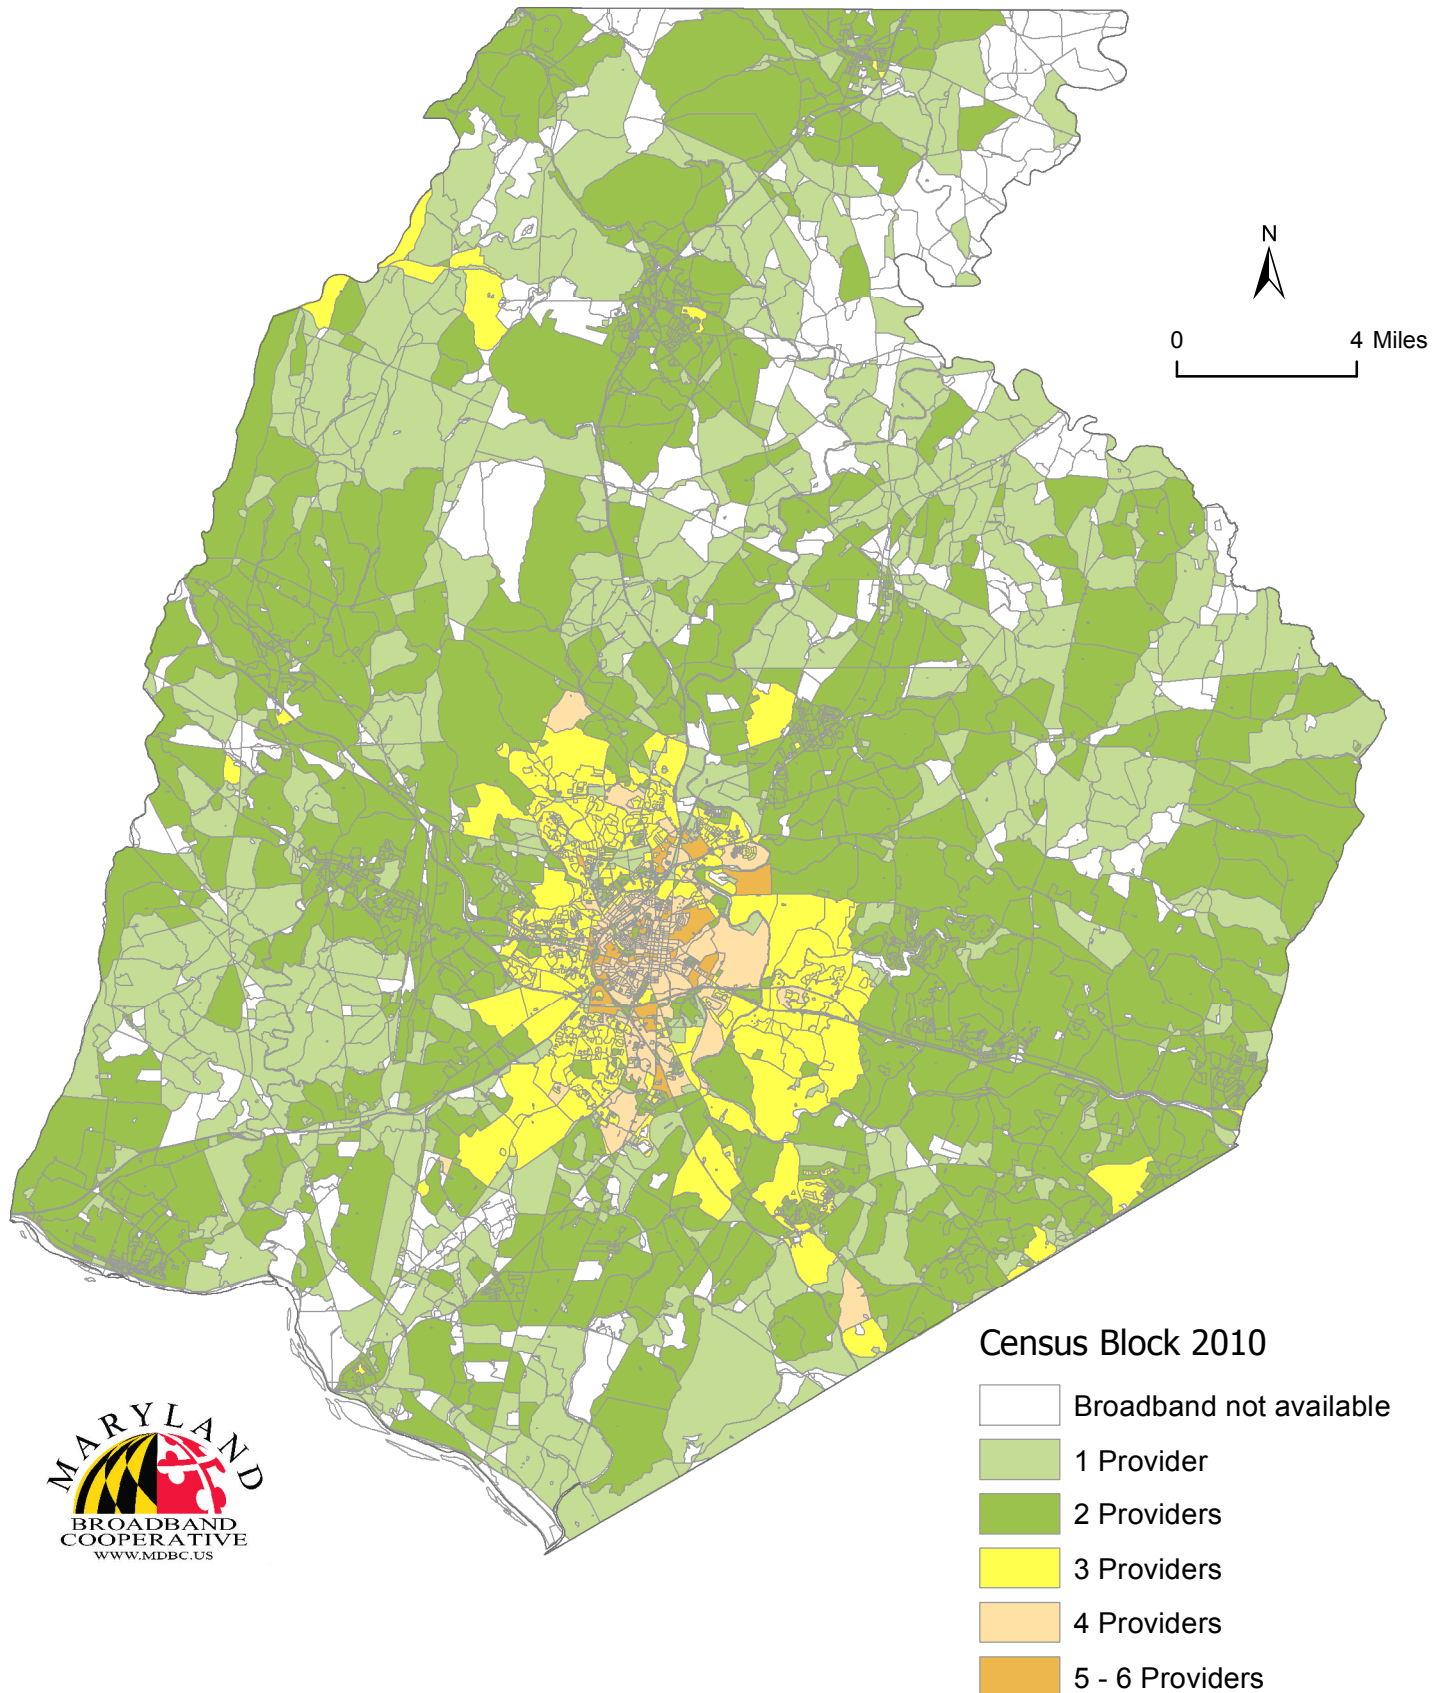 N
0 4 Miles
Census Block 2010
Broadband not available
1 Provider
2 Providers
3 Providers
4 Providers
5 - 6 Providers
MARYLAND
BROADBAND
COOPERATIVE
WWW.MDBC.US